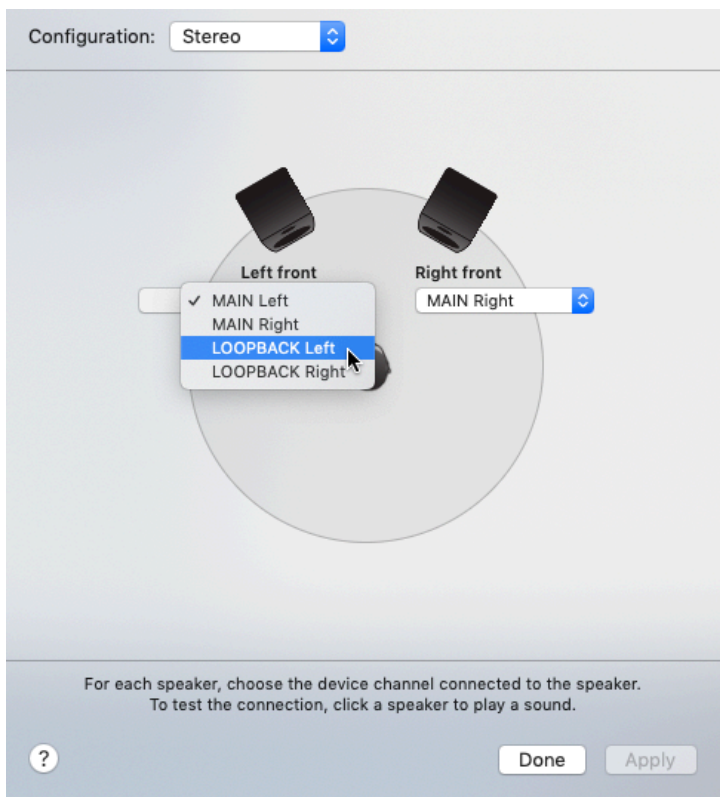 Configuration: Stereo
Left front
Right front
✓ MAIN Left
MAIN Right
LOOPBACK Left
LOOPBACK Right
MAIN Right
For each speaker, choose the device channel connected to the speaker.
To test the connection, click a speaker to play a sound.
?
Done
Apply